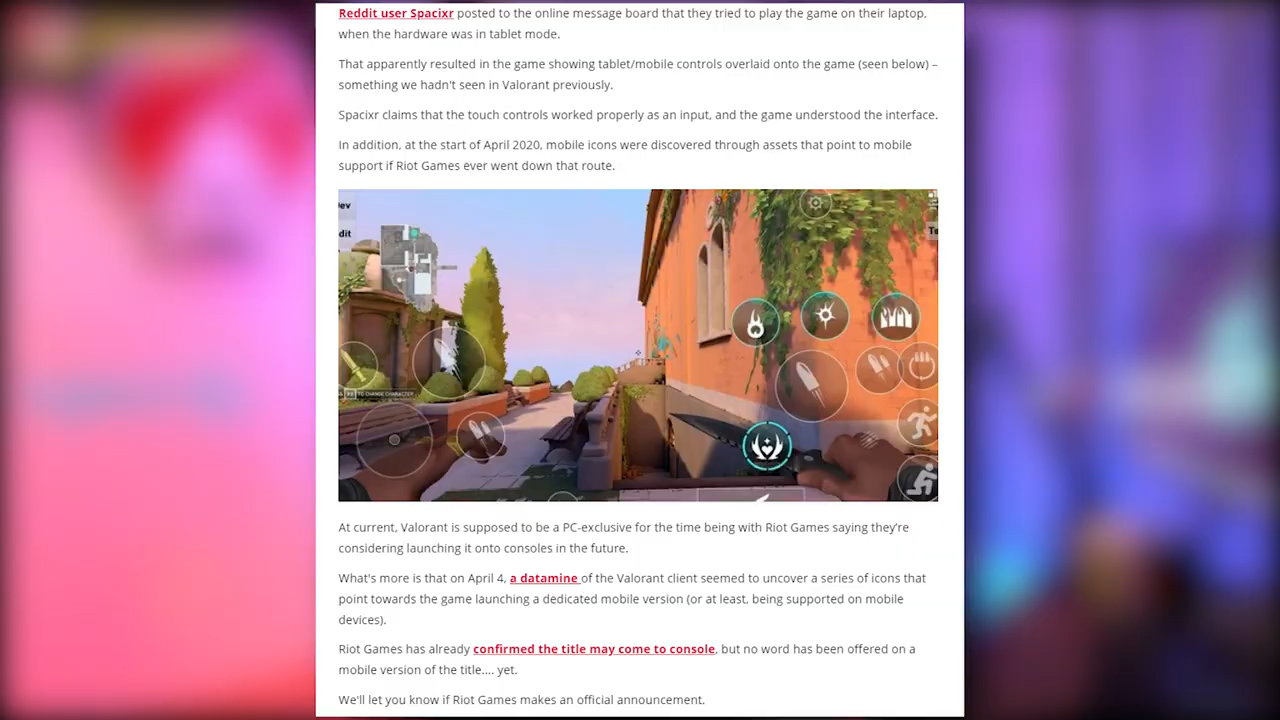 Reddit user Spacixr posted to the online message board that they tried to play the game on their laptop,
when the hardware was in tablet mode.
That apparently resulted in the game showing tablet/mobile controls overlaid onto the game (seen below) –
something we hadn't seen in Valorant previously.
Spacixr claims that the touch controls worked properly as an input, and the game understood the interface.
In addition, at the start of April 2020, mobile icons were discovered through assets that point to mobile
support if Riot Games ever went down that route.
Dev
dit
TO CHANGE CHARACTER
At current, Valorant is supposed to be a PC-exclusive for the time being with Riot Games saying they’re
considering launching it onto consoles in the future.
What's more is that on April 4, a datamine of the Valorant client seemed to uncover a series of icons that
point towards the game launching a dedicated mobile version (or at least, being supported on mobile
devices).
Riot Games has already confirmed the title may come to console, but no word has been offered on a
mobile version of the title.... yet.
We'll let you know if Riot Games makes an official announcement.